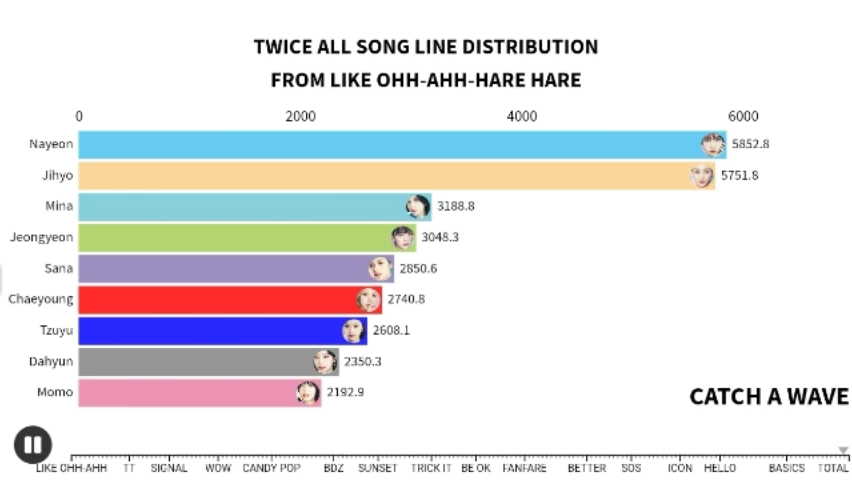 TWICE ALL SONG LINE DISTRIBUTION
FROM LIKE OHH-AHH-HARE HARE
0 2000 4000 6000
Nayeon 5852.8
Jihyo 5751.8
Mina 3188.8
Jeongyeon 3048.3
Sana 2850.6
Chaeyoung 2740.8
Tzuyu 2608.1
Dahyun 2350.3
Momo 2192.9
CATCH A WAVE
LIKE OHH-AHH TT SIGNAL WOW CANDY POP BDZ SUNSET TRICK IT BE OK FANFARE BETTER SOS ICON HELLO BASICS TOTAL